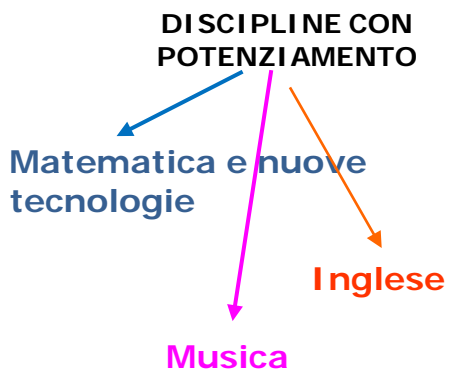 DISCIPLINE CON
POTENZIAMENTO
Matematica e nuove
tecnologie
Inglese
Musica